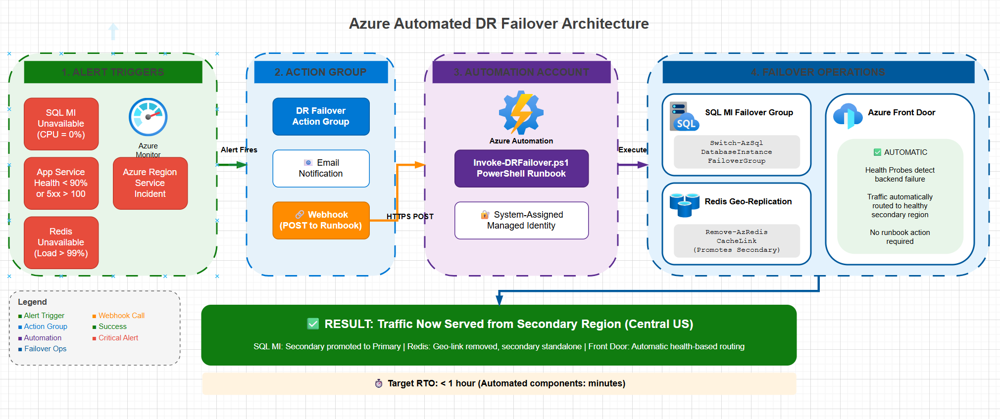 Azure Automated DR Failover Architecture
1. ALERT TRIGGERS
SQL MI
Unavailable
(CPU = 0%)
Azure
Monitor
App Service
Health < 90%
or 5xx > 100
Azure Region
Service
Incident
Redis
Unavailable
(Load > 99%)
Alert Fires
2. ACTION GROUP
DR Failover
Action Group
Email
Notification
Webhook
(POST to Runbook)
HTTPS POST
3. AUTOMATION ACCOUNT
Azure Automation
Invoke-DRFailover.ps1
PowerShell Runbook
System-Assigned
Managed Identity
Execute
4. FAILOVER OPERATIONS
SQL
SQL MI Failover Group
Switch-AzSql
DatabaseInstance
FailoverGroup
Redis Geo-Replication
Remove-AzRedis
CacheLink
(Promotes Secondary)
Azure Front Door
✅ AUTOMATIC
Health Probes detect
backend failure
Traffic automatically
routed to healthy
secondary region
No runbook action
required
Legend
■ Alert Trigger
■ Action Group
■ Automation
■ Failover Ops
■ Webhook Call
■ Success
■ Critical Alert
✅ RESULT: Traffic Now Served from Secondary Region (Central US)
SQL MI: Secondary promoted to Primary | Redis: Geo-link removed, secondary standalone | Front Door: Automatic health-based routing
Target RTO: < 1 hour (Automated components: minutes)